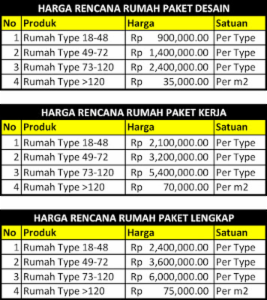 HARGA RENCANA RUMAH PAKET DESAIN
No Produk Harga Satuan
1 Rumah Type 18-48 Rp 900,000.00 Per Type
2 Rumah Type 49-72 Rp 1,400,000.00 Per Type
3 Rumah Type 73-120 Rp 2,400,000.00 Per Type
4 Rumah Type >120 Rp 35,000.00 Per m2
HARGA RENCANA RUMAH PAKET KERJA
No Produk Harga Satuan
1 Rumah Type 18-48 Rp 2,100,000.00 Per Type
2 Rumah Type 49-72 Rp 3,200,000.00 Per Type
3 Rumah Type 73-120 Rp 5,400,000.00 Per Type
4 Rumah Type >120 Rp 70,000.00 Per m2
HARGA RENCANA RUMAH PAKET LENGKAP
No Produk Harga Satuan
1 Rumah Type 18-48 Rp 2,400,000.00 Per Type
2 Rumah Type 49-72 Rp 3,600,000.00 Per Type
3 Rumah Type 73-120 Rp 6,000,000.00 Per Type
4 Rumah Type >120 Rp 75,000.00 Per m2